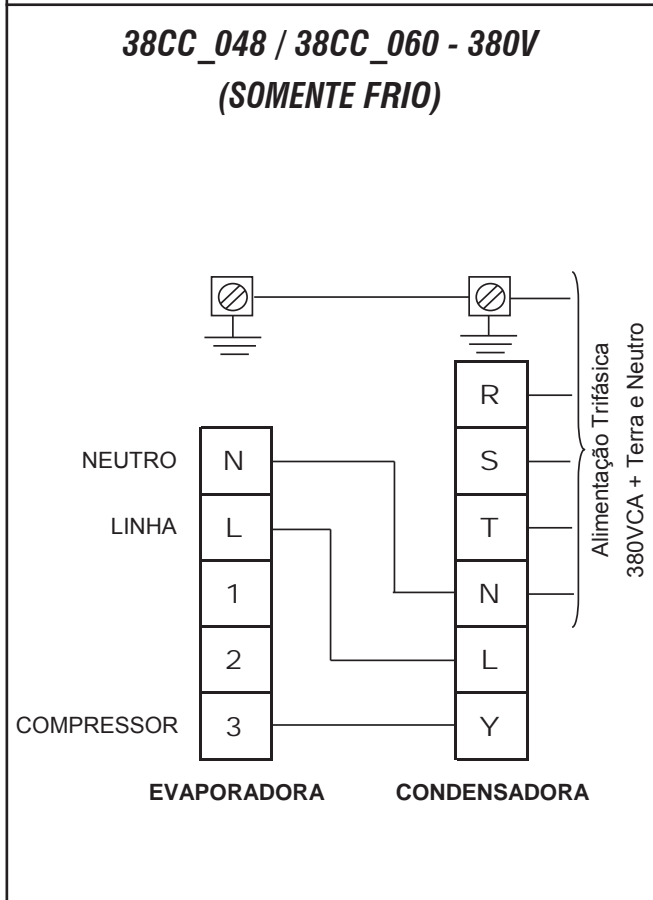 38CC_048 / 38CC_060 - 380V
(SOMENTE FRIO)
R
NEUTRO N S
LINHA L T
1 N
2 L
COMPRESSOR 3 Y
EVAPORADORA CONDENSADORA
Alimentação Trifásica
380VCA + Terra e Neutro